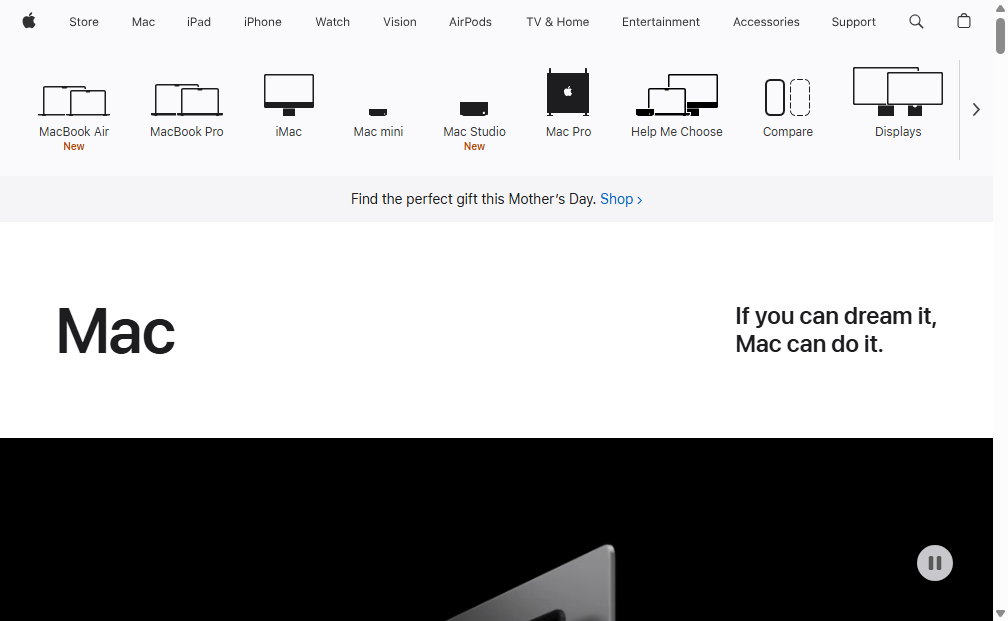 Store Mac iPad iPhone Watch Vision AirPods TV & Home Entertainment Accessories Support
MacBook Air MacBook Pro iMac Mac mini Mac Studio Mac Pro Help Me Choose Compare Displays
New New
Find the perfect gift this Mother’s Day. Shop ›
Mac
If you can dream it,
Mac can do it.